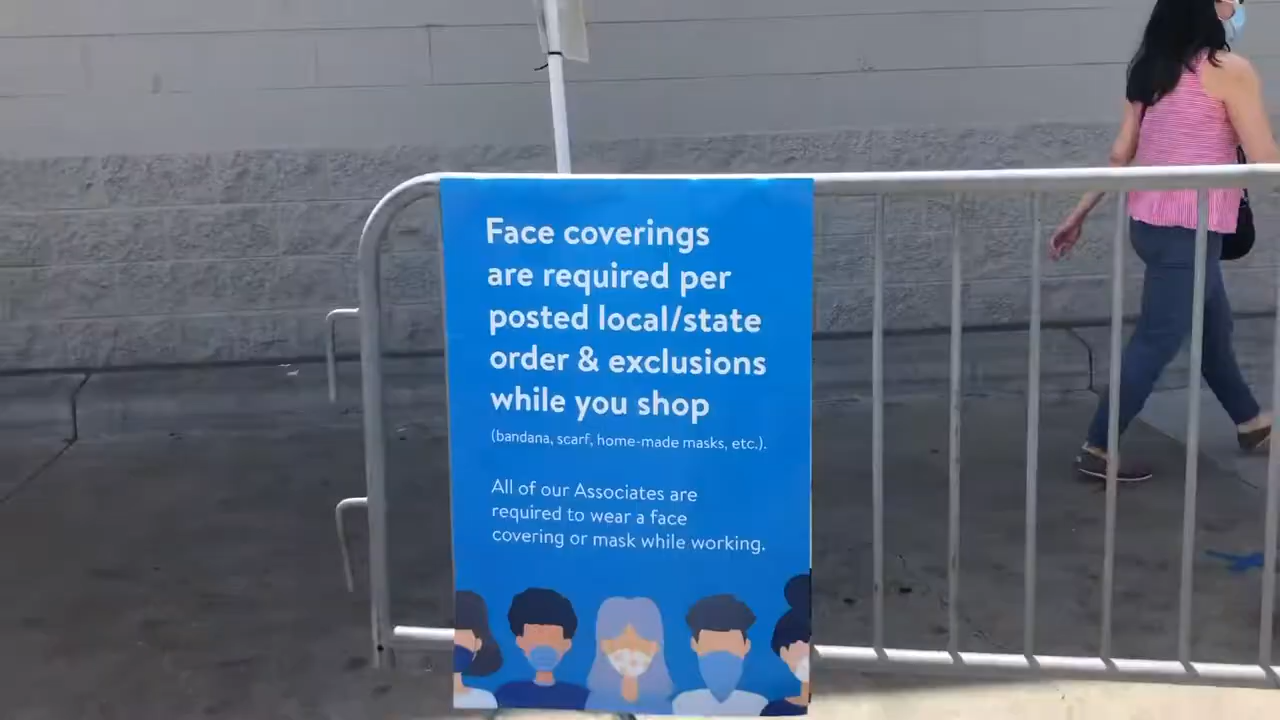 Face coverings
are required per
posted local/state
order & exclusions
while you shop
(bandana, scarf, home-made masks, etc.).
All of our Associates are
required to wear a face
covering or mask while working.